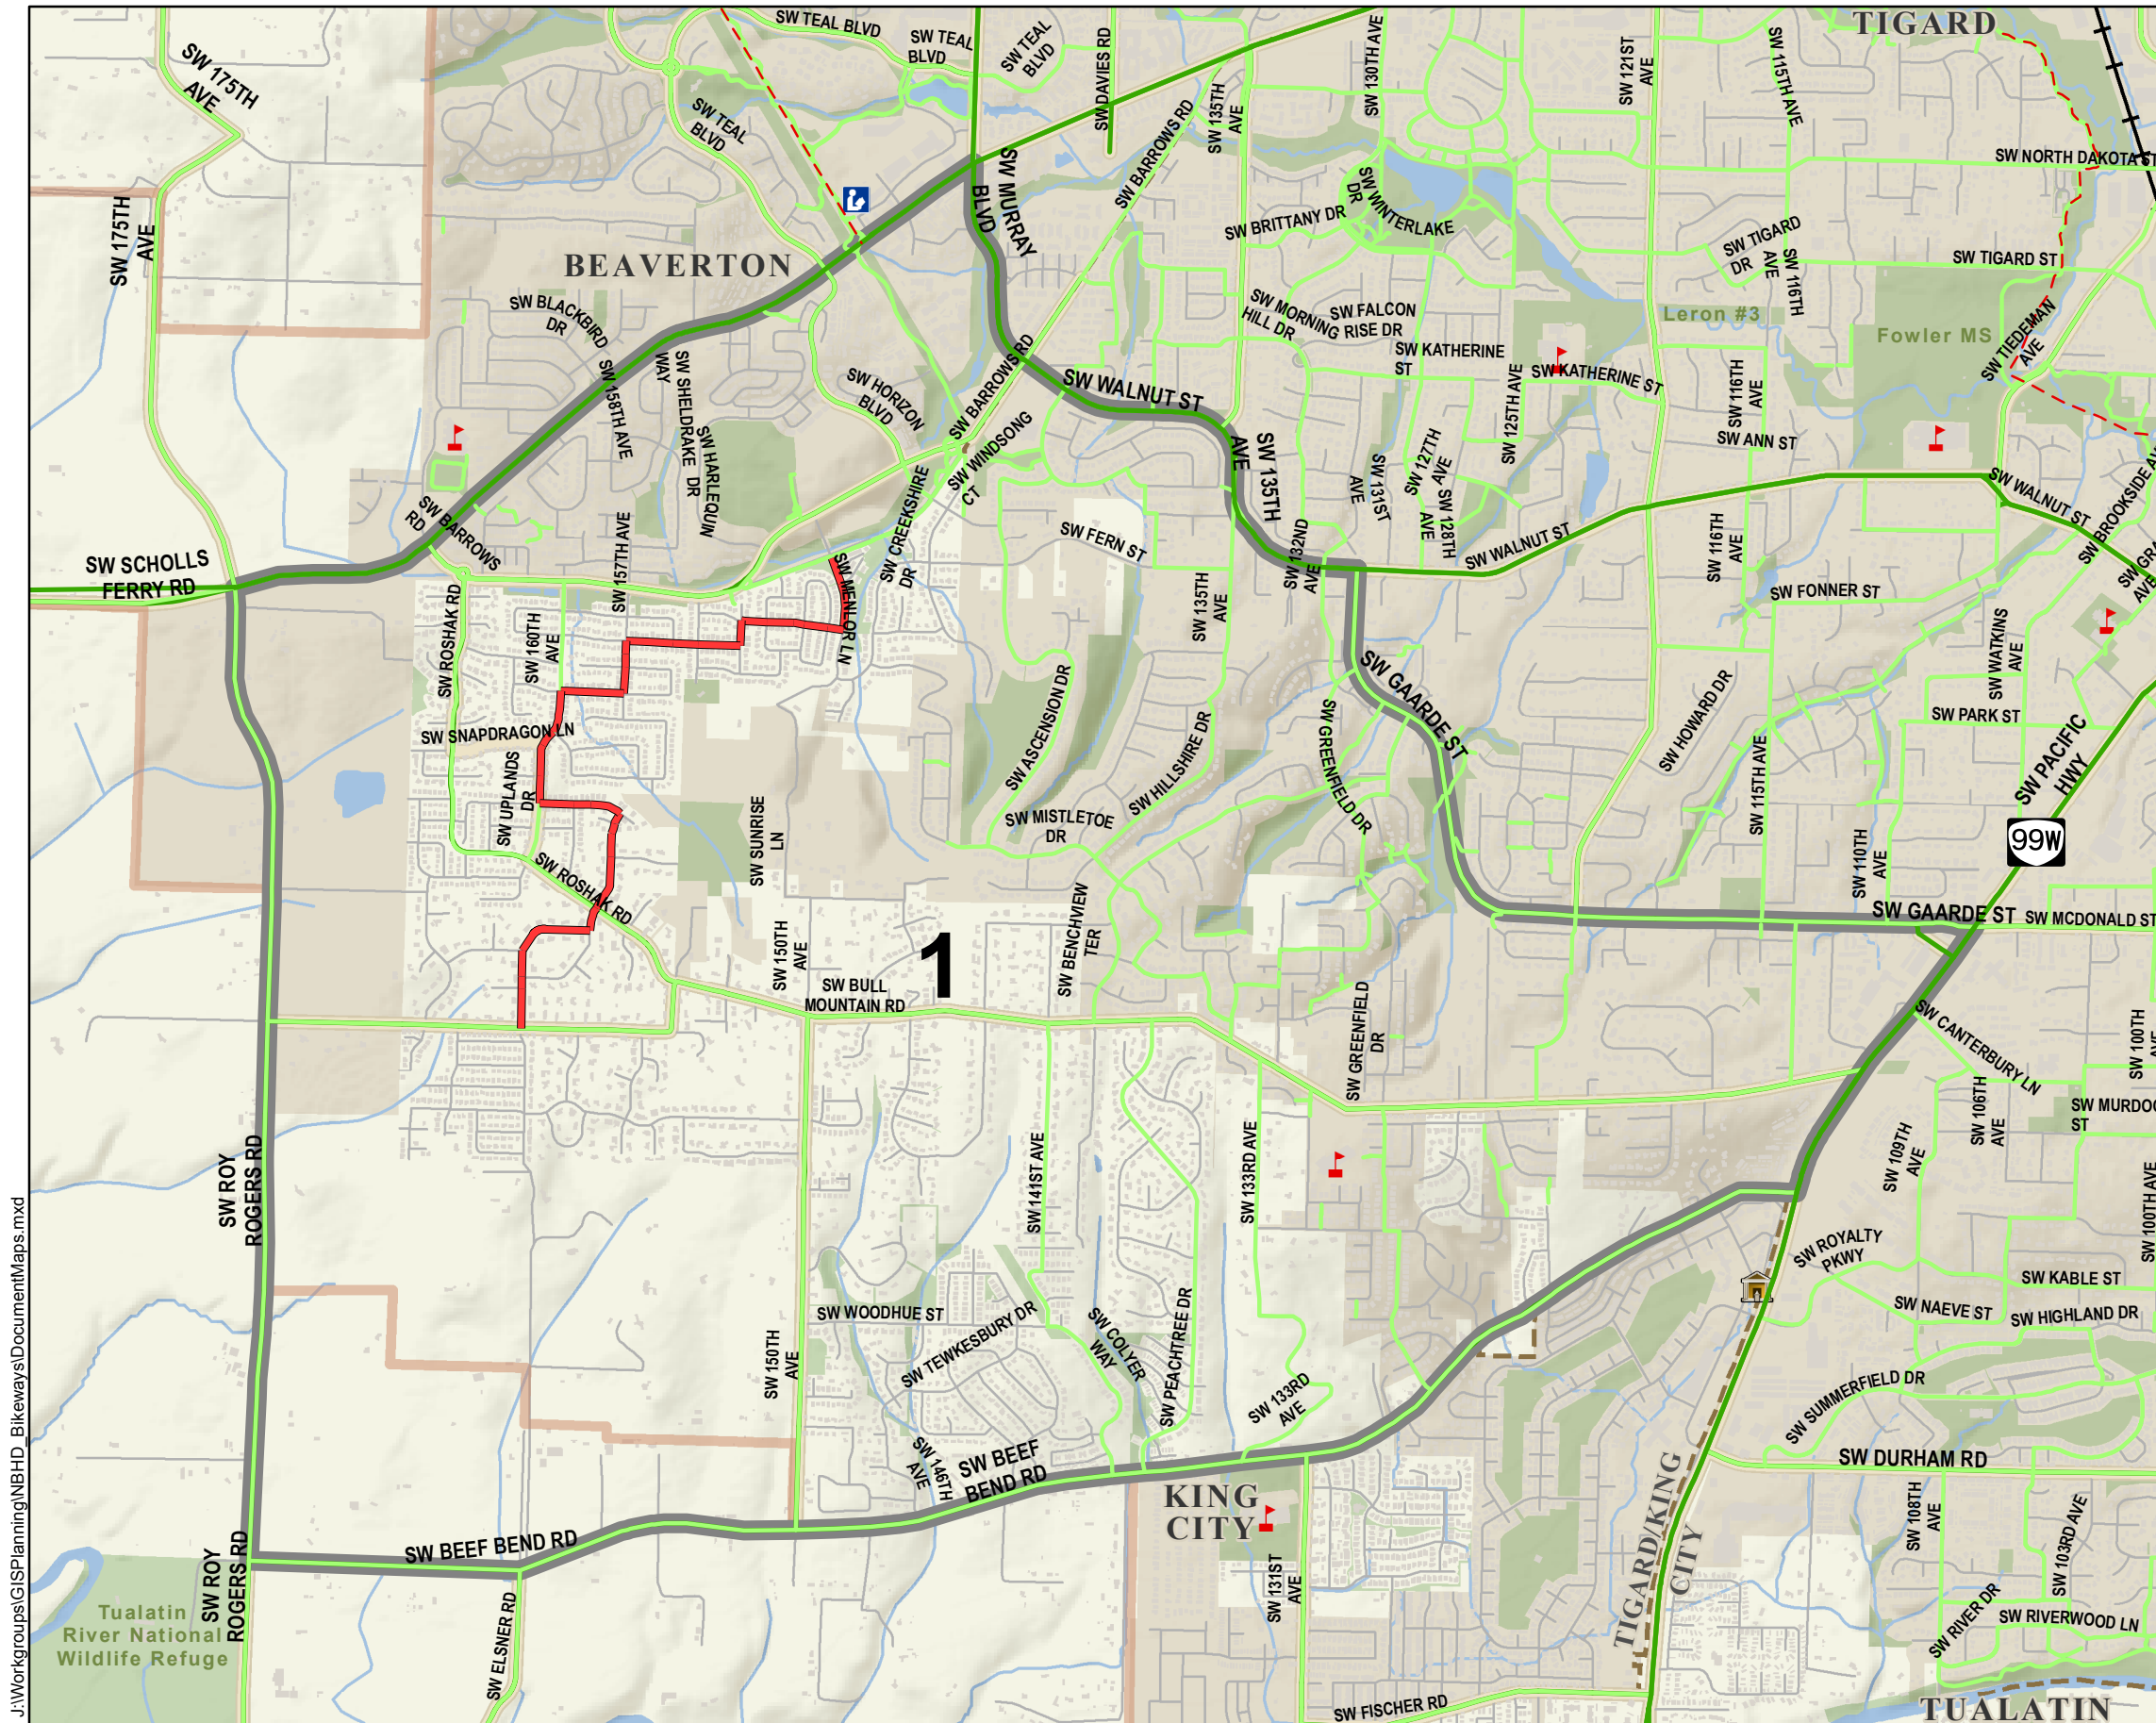 SW TEAL BLVD
SW TEAL
BLVD
SW TEAL
BLVD
SW DAVIES RD
SW 130TH AVE
SW 121ST
AVE
SW 115TH AVE
TIGARD
SW 175TH
AVE
SW TEAL
BLVD
SW BARROWS RD
SW 135TH
AVE
SW NORTH DAKOTA ST
SW 175TH
AVE
SW MURRAY
BLVD
SW WINTERLAKE
DR
SW BRITTANY DR
SW TIGARD
DR
SW 116TH
AVE
SW TIGARD ST
BEAVERTON
SW BLACKBIRD
DR
SW MORNING
HILL DR
SW FALCON
RISE DR
Leron #3
Fowler MS
SW TIEDEMAN
AVE
SW 158TH AVE
SW SHELDRAKE
WAY
SW HARLEQUIN
DR
SW HORIZON
BLVD
SW BARROWS RD
SW WALNUT ST
SW KATHERINE
ST
SW KATHERINE ST
SW 116TH
AVE
SW ANN ST
SW 125TH AVE
SW 127TH
AVE
SW 128TH
AVE
SW 131ST
AVE
SW 135TH
AVE
SW WINDSONG
CT
SW CREEKSHIRE
DR
SW BARROWS
RD
SW 157TH AVE
SW FERN ST
SW 132ND
AVE
SW WALNUT ST
SW WALNUT ST
SW BROOKSIDE AV
SW GRA
AVE
SW 116TH
AVE
SW SCHOLLS
FERRY RD
SW MENLOR LN
SW FONNER ST
SW ROSHAK RD
SW 160TH
AVE
SW 135TH
AVE
SW WATKINS
AVE
SW GAARDE ST
SW HOWARD DR
SW PARK ST
SW SNAPDRAGON LN
SW ASCENSION DR
SW HILLSHIRE DR
SW GREENFIELD DR
SW PACIFIC
HWY
SW 115TH AVE
SW UPLANDS
DR
SW SUNRISE
LN
SW MISTLETOE
DR
SW 110TH
AVE
99W
SW ROSHAK RD
SW BENCHVIEW
TER
SW GAARDE ST
SW MCDONALD ST
SW 150TH
AVE
1
SW BULL
MOUNTAIN RD
SW GREENFIELD
DR
SW CANTERBURY LN
SW 100TH
AVE
SW 106TH
AVE
SW MURDOC
ST
SW 109TH
AVE
SW ROY
ROGERS RD
SW 141ST AVE
SW 133RD AVE
SW 100TH AVE
SW ROYALTY
PKWY
SW KABLE ST
SW NAEVE ST
SW HIGHLAND DR
SW WOODHUE ST
SW TEWKESBURY DR
SW COLYER
WAY
SW PEACHTREE DR
SW 150TH
AVE
SW 133RD
AVE
SW SUMMERFIELD DR
SW 146TH
AVE
SW BEEF
BEND RD
SW DURHAM RD
KING
CITY
TIGARD/KING
CITY
SW 108TH
AVE
SW 103RD AVE
SW BEEF BEND RD
SW ROY
ROGERS RD
SW 131ST
AVE
SW ELSNER RD
Tualatin
River National
Wildlife Refuge
SW RIVER DR
SW RIVERWOOD LN
SW FISCHER RD
TUALATIN
J:\Workgroups\GISPlanning\NBHD_Bikeways\DocumentMaps.mxd